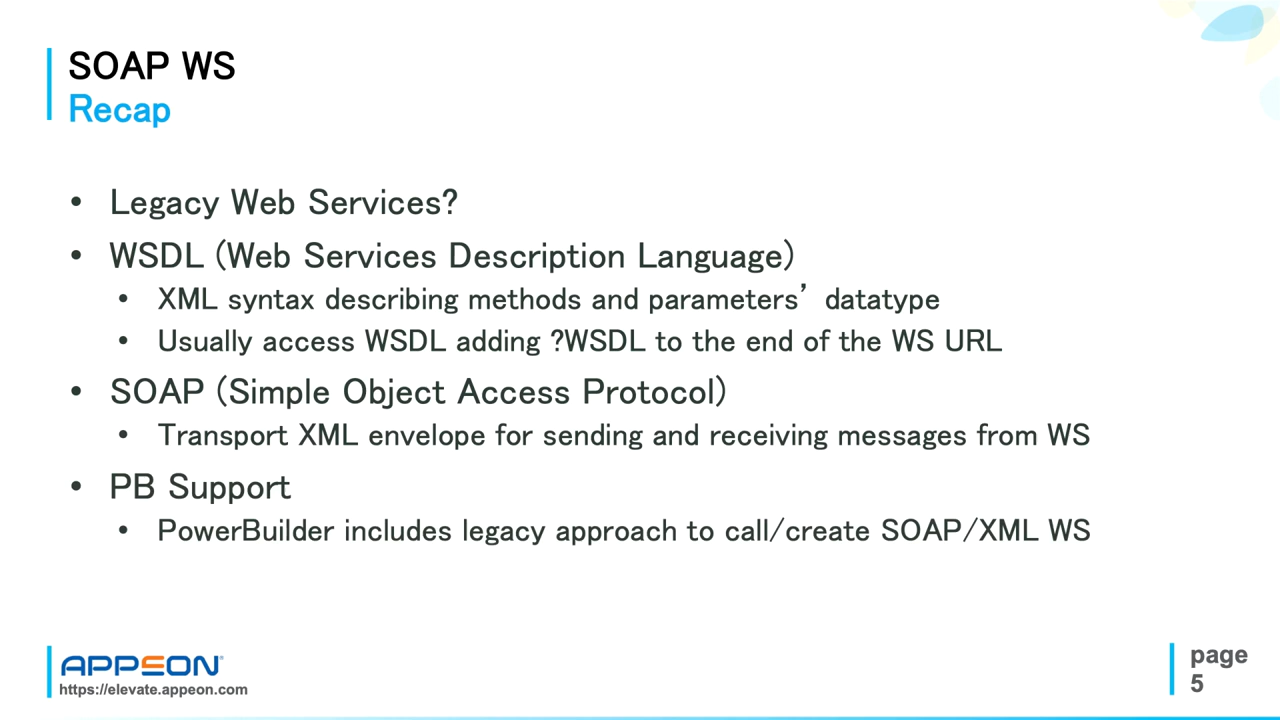 SOAP WS
Recap
• Legacy Web Services?
• WSDL (Web Services Description Language)
• XML syntax describing methods and parameters’ datatype
• Usually access WSDL adding ?WSDL to the end of the WS URL
• SOAP (Simple Object Access Protocol)
• Transport XML envelope for sending and receiving messages from WS
• PB Support
• PowerBuilder includes legacy approach to call/create SOAP/XML WS
APPEON
https://elevate.appeon.com
page
5